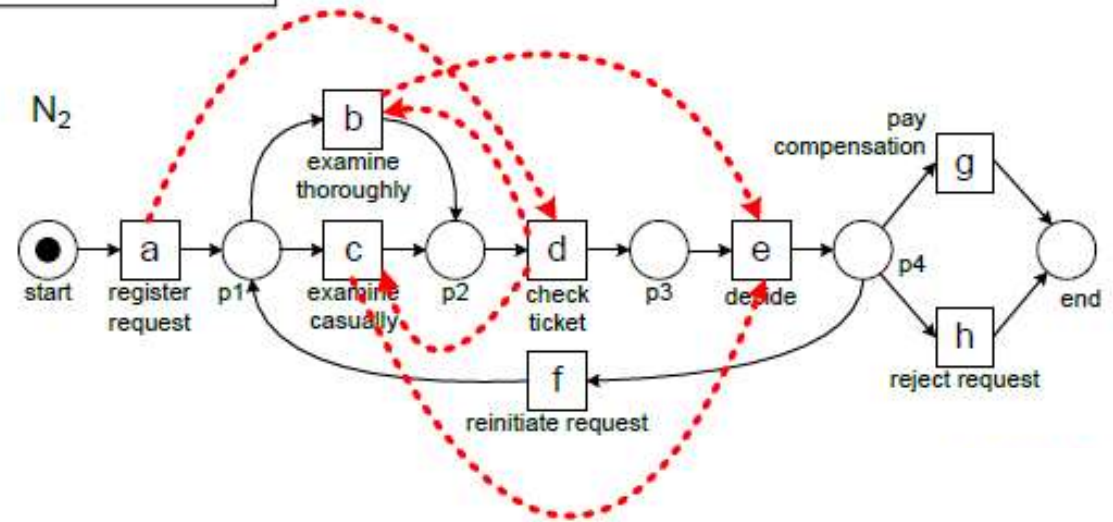 N2
b
examine
thoroughly
pay
compensation
g
a
c
d
e
start
register
request
p1
examine
casually
p2
check
ticket
p3
decide
p4
end
h
reject request
f
reinitiate request